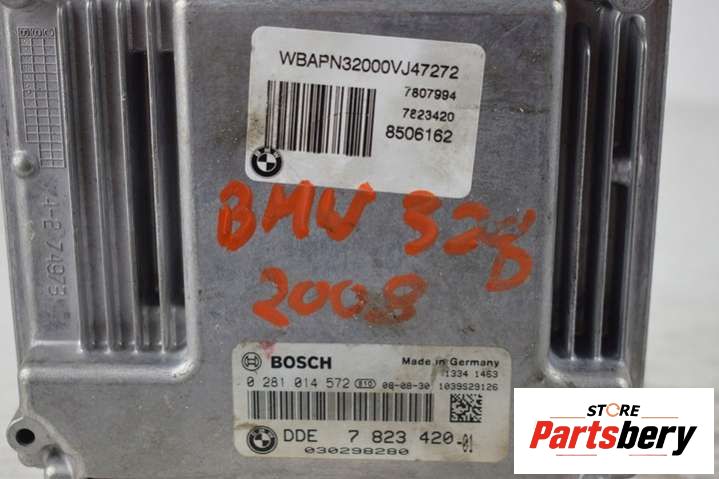 WBAPN32000VJ47272
7807994
7823420
8506162
BMW 320
2008
BOSCH
Made in Germany
1334 1463
0 281 014 572 08-08-30 1039S29126
DDE 7 823 420-01
030298280
STORE
Partsbery